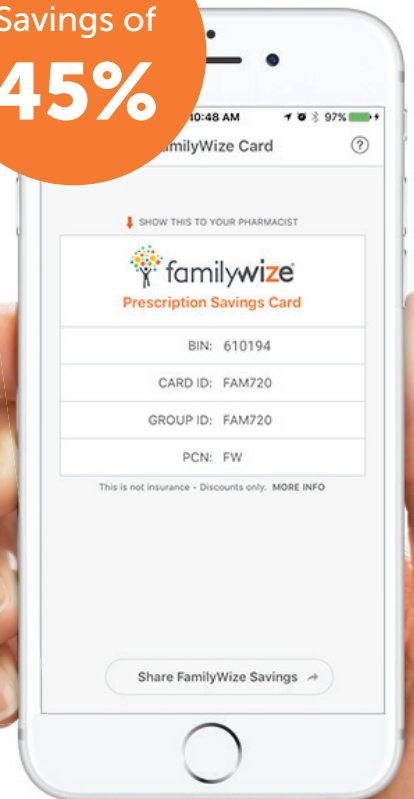 Savings of
45%
10:48 AM 97%
FamilyWize Card ?
SHOW THIS TO YOUR PHARMACIST
familywize
Prescription Savings Card
BIN: 610194
CARD ID: FAM720
GROUP ID: FAM720
PCN: FW
This is not insurance - Discounts only. MORE INFO
Share FamilyWize Savings